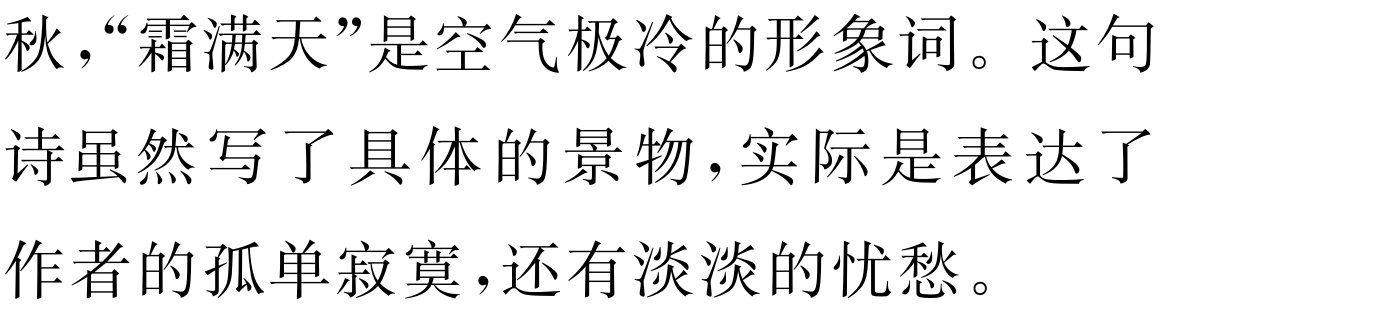 秋，“霜满天”是空气极冷的形象词。这句
诗虽然写了具体的景物，实际是表达了
作者的孤单寂寞，还有淡淡的忧愁。